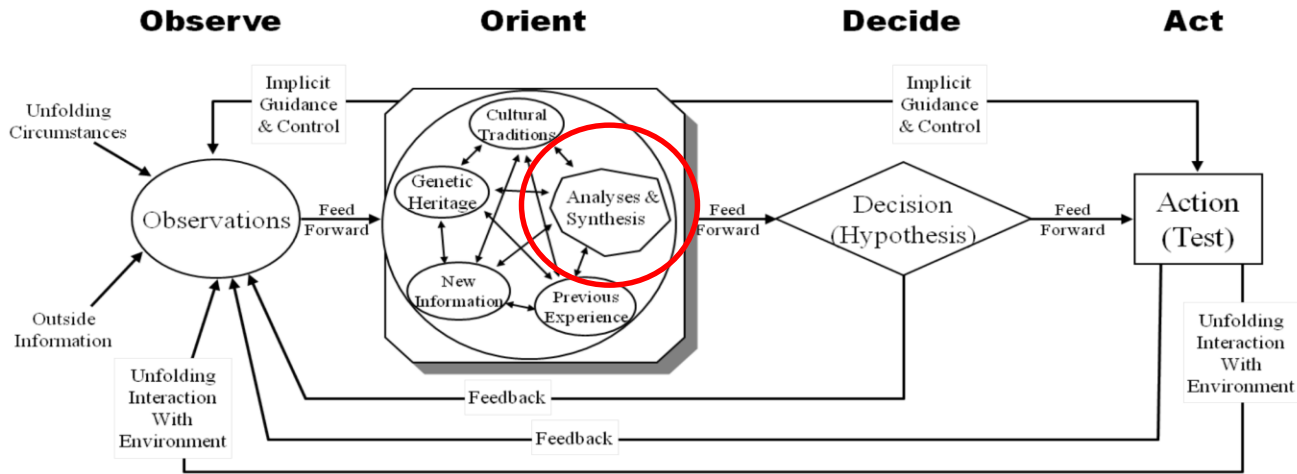 Observe
Orient
Decide
Act
Implicit
Guidance
& Control
Implicit
Guidance
& Control
Unfolding
Circumstances
Cultural
Traditions
Genetic
Heritage
Analyses &
Synthesis
Observations
Feed
Forward
Feed
Forward
Decision
(Hypothesis)
Feed
Forward
Action
(Test)
New
Information
Previous
Experience
Outside
Information
Unfolding
Interaction
With
Environment
Unfolding
Interaction
With
Environment
Feedback
Feedback